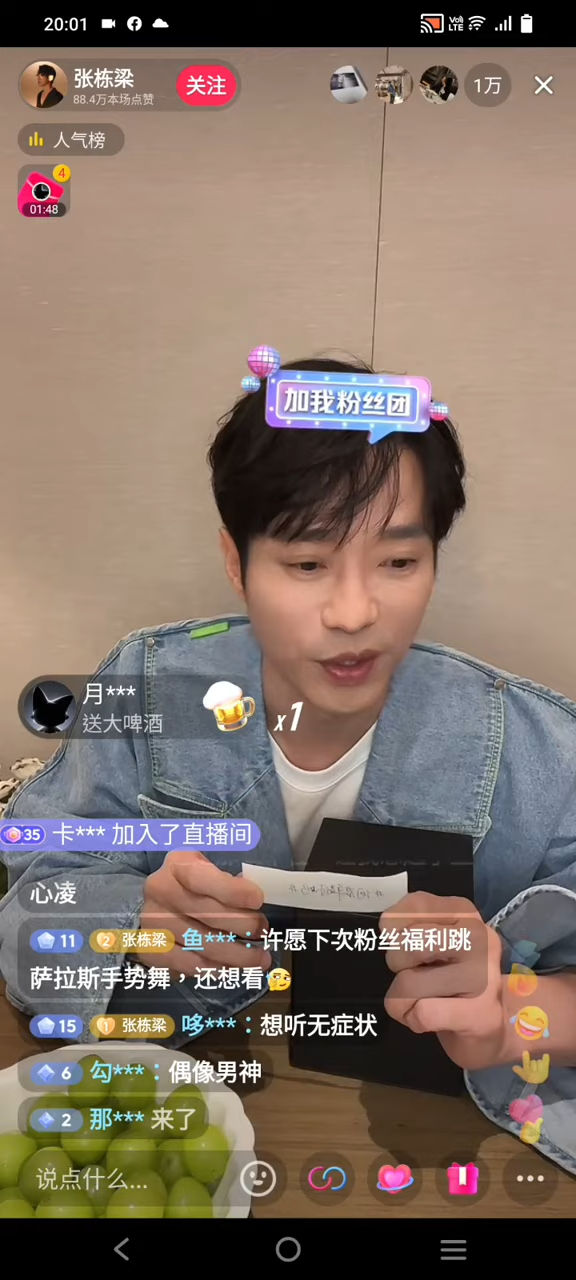 20:01
Vo)
LTE
张栋梁
88.4万本场点赞
关注
1万
人气榜
4
01:48
加我粉丝团
月***
送大啤酒
x1
35 卡*** 加入了直播间
心凌
11 2 张栋梁 鱼***：许愿下次粉丝福利跳
萨拉斯手势舞，还想看
15 1 张栋梁 哆***：想听无症状
6 勾***：偶像男神
2 那*** 来了
说点什么...